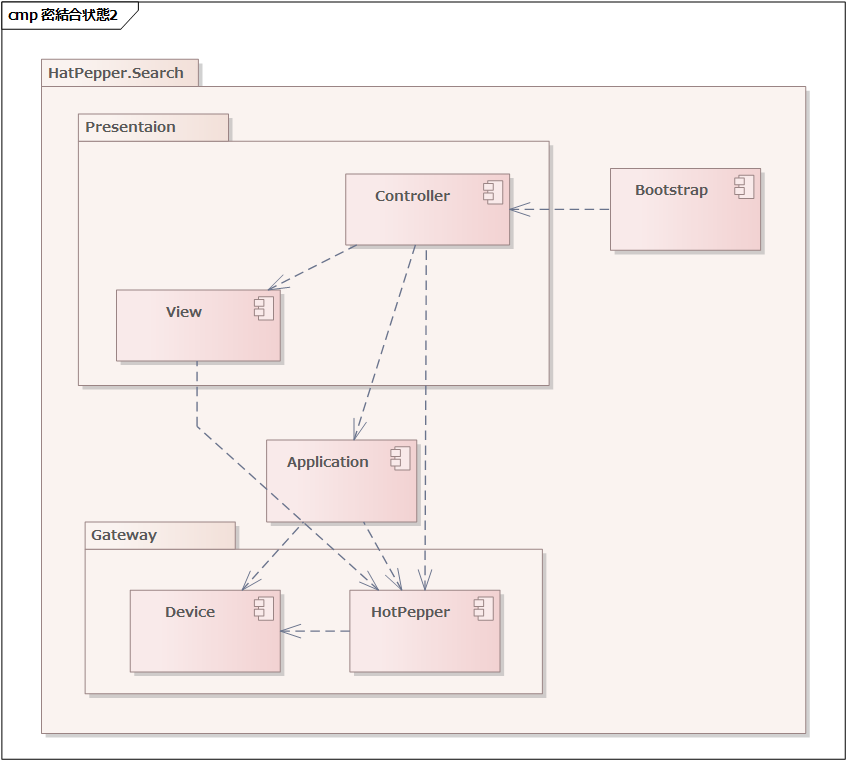 cmp 密結合状態2
HatPepper.Search
Presentaion
Controller
Bootstrap
View
Application
Gateway
Device
HotPepper